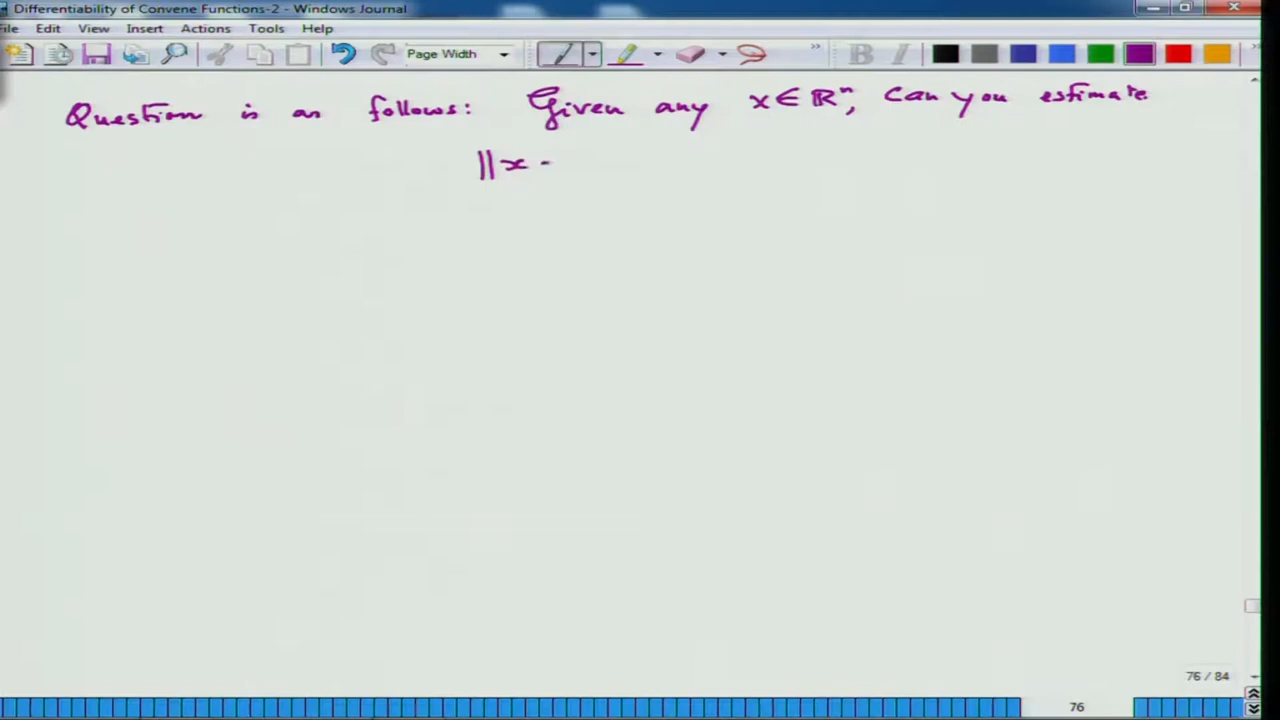 Differentiability of Convene Functions-2 - Windows Journal
File Edit View Insert Actions Tools Help
Page Width
B I
Question is as follows: Given any x ∈ ℝⁿ, can you estimate
||x -
76 / 84
76